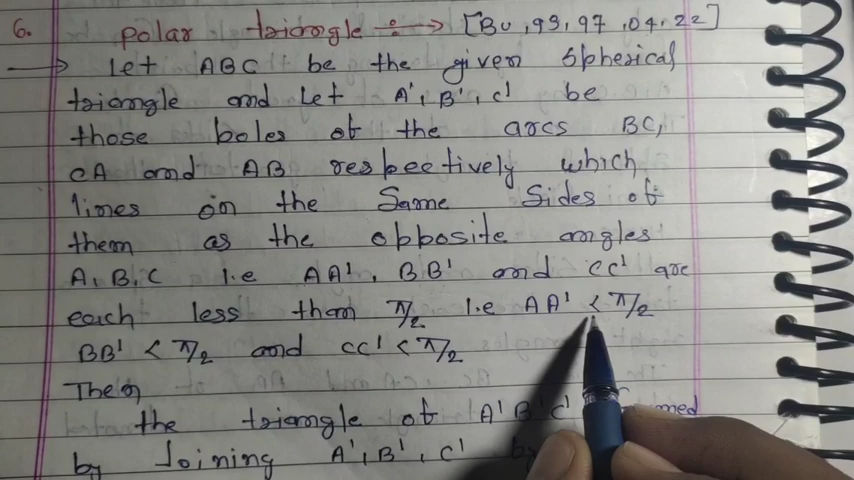 6. Polar triangle ÷→ [BU, 93, 97, 04, 22]
→ Let ABC be the given Spherical
triangle and Let A', B', C' be
those boles of the arcs BC,
CA and AB respectively which
lines on the Same Sides of
them as the opposite angles
A, B, C i.e AA', BB' and CC' are
each less than π/2 i.e AA' < π/2
BB' < π/2 and CC' < π/2
Then
the triangle of A'B'C'
by Joining A', B', C'